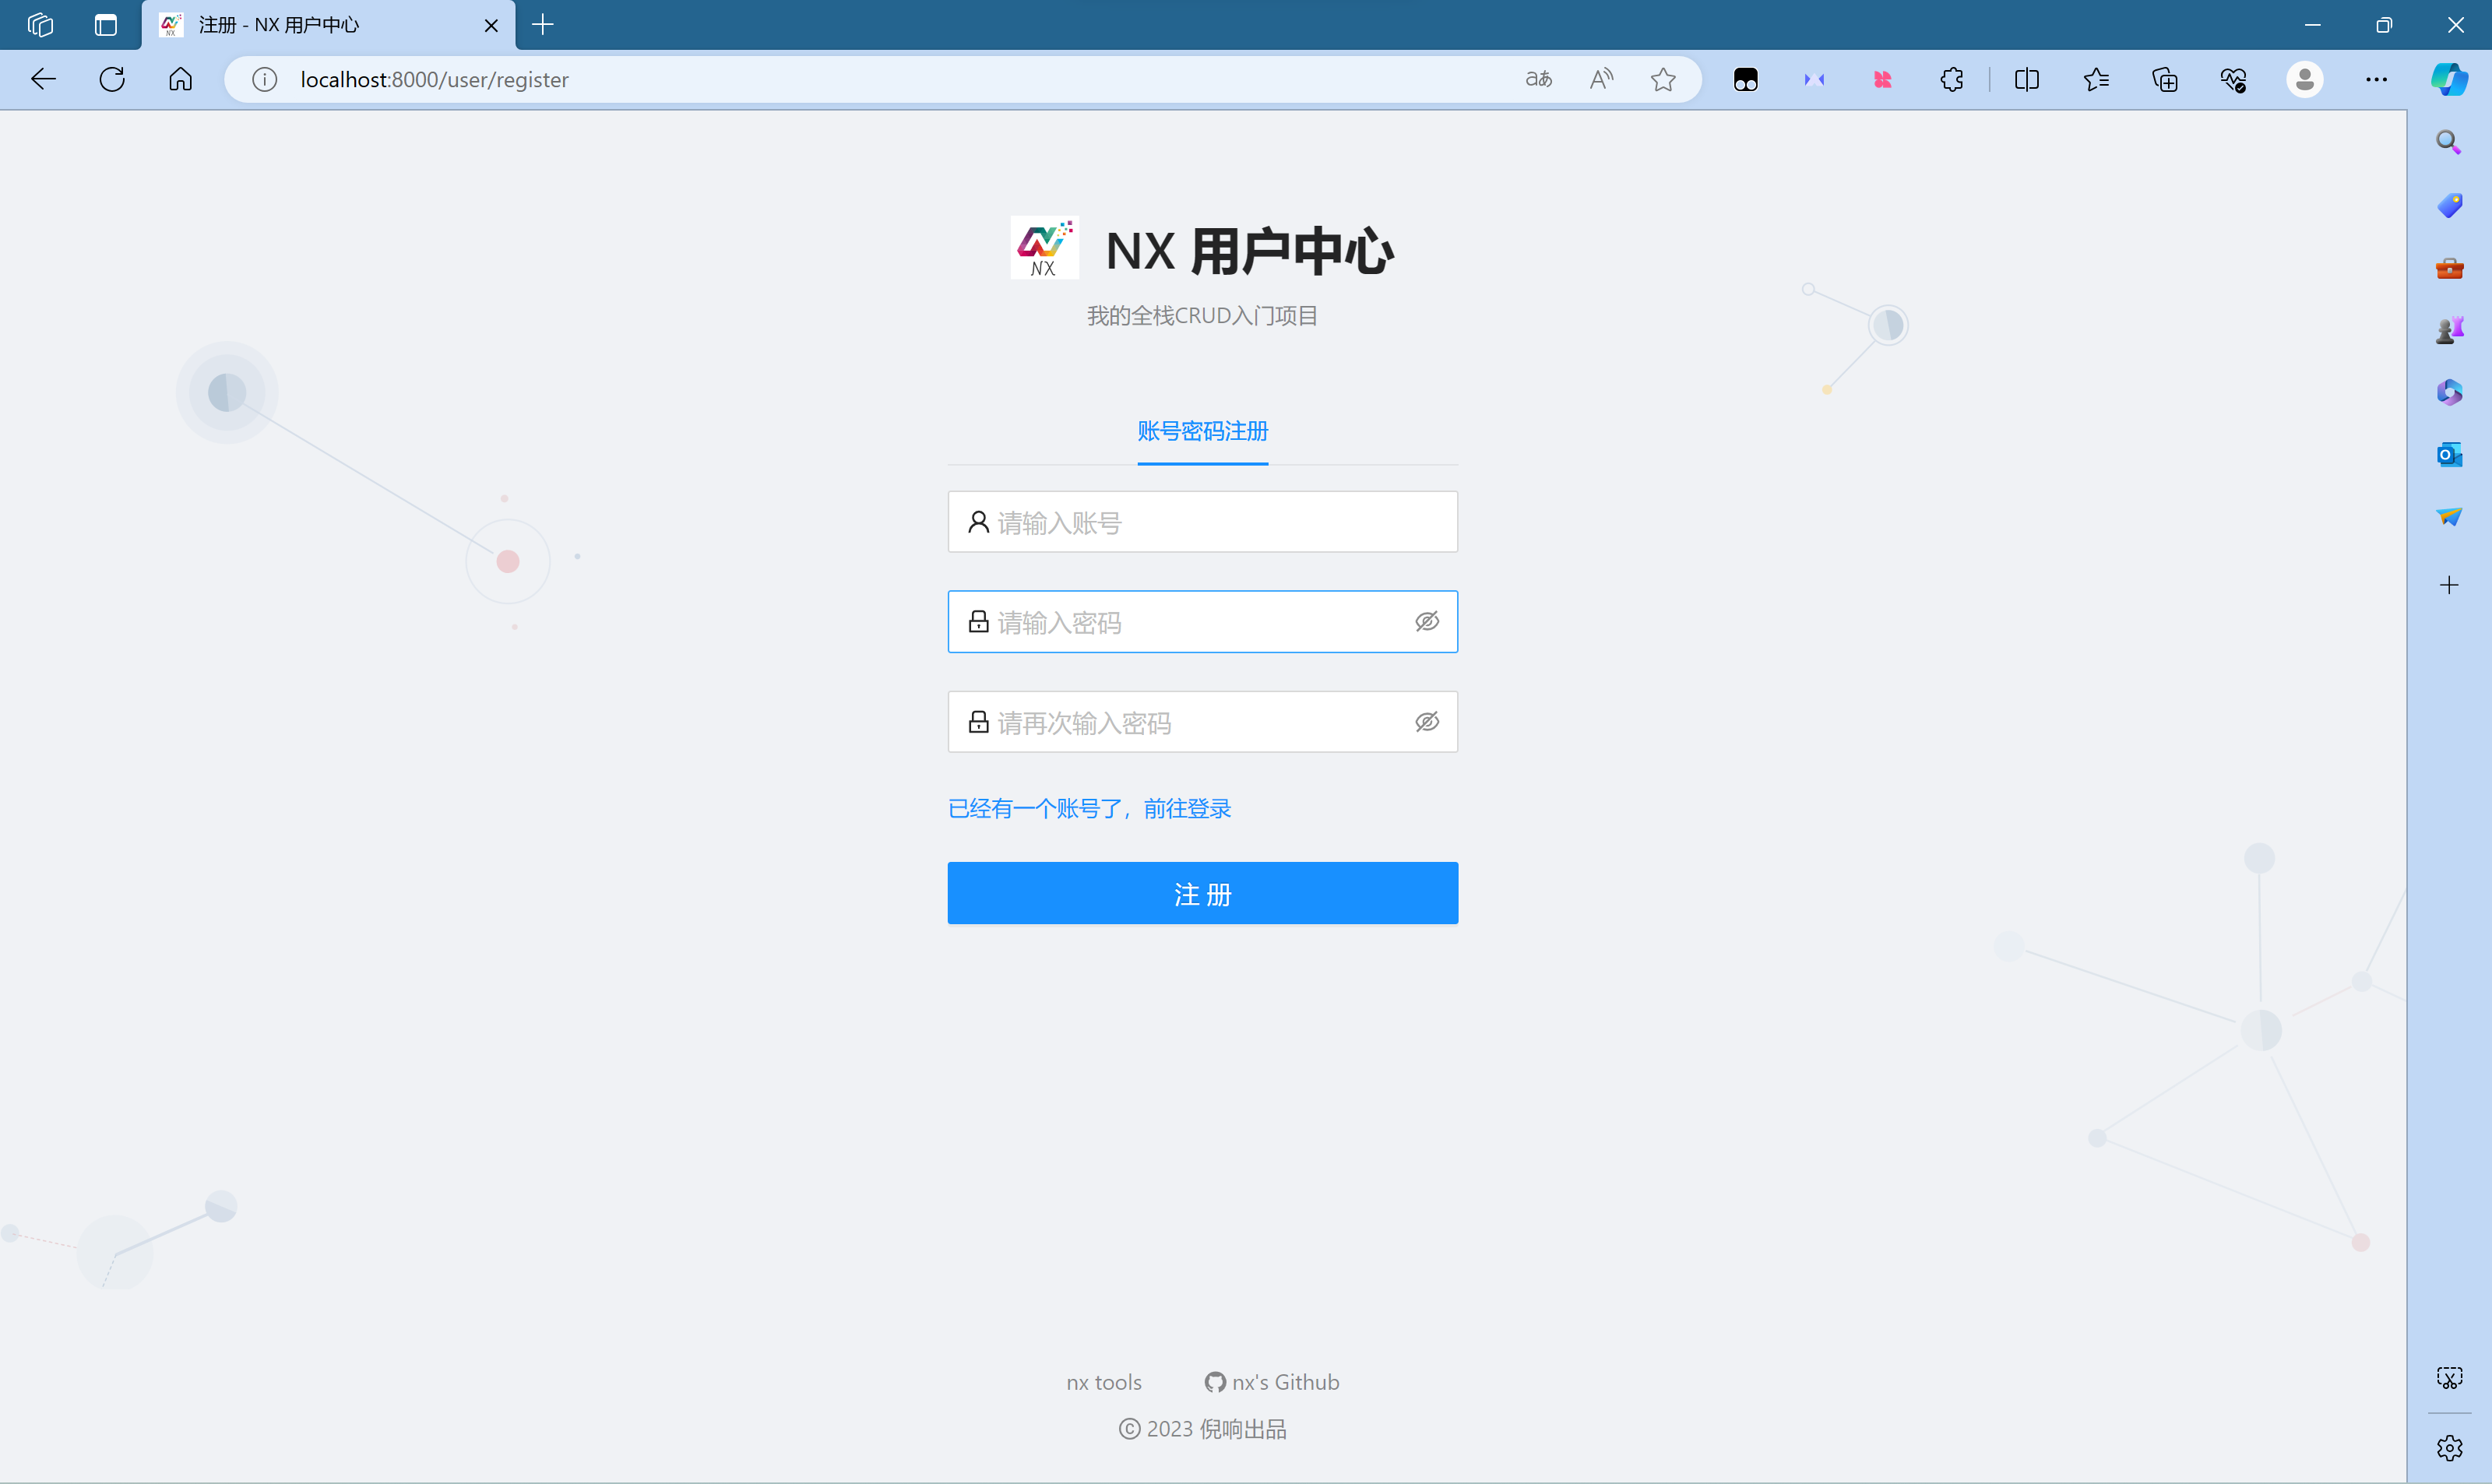 注册 - NX 用户中心
localhost:8000/user/register
NX
NX 用户中心
我的全栈CRUD入门项目
账号密码注册
请输入账号
请输入密码
请再次输入密码
已经有一个账号了，前往登录
注 册
nx tools
nx's Github
© 2023 倪响出品